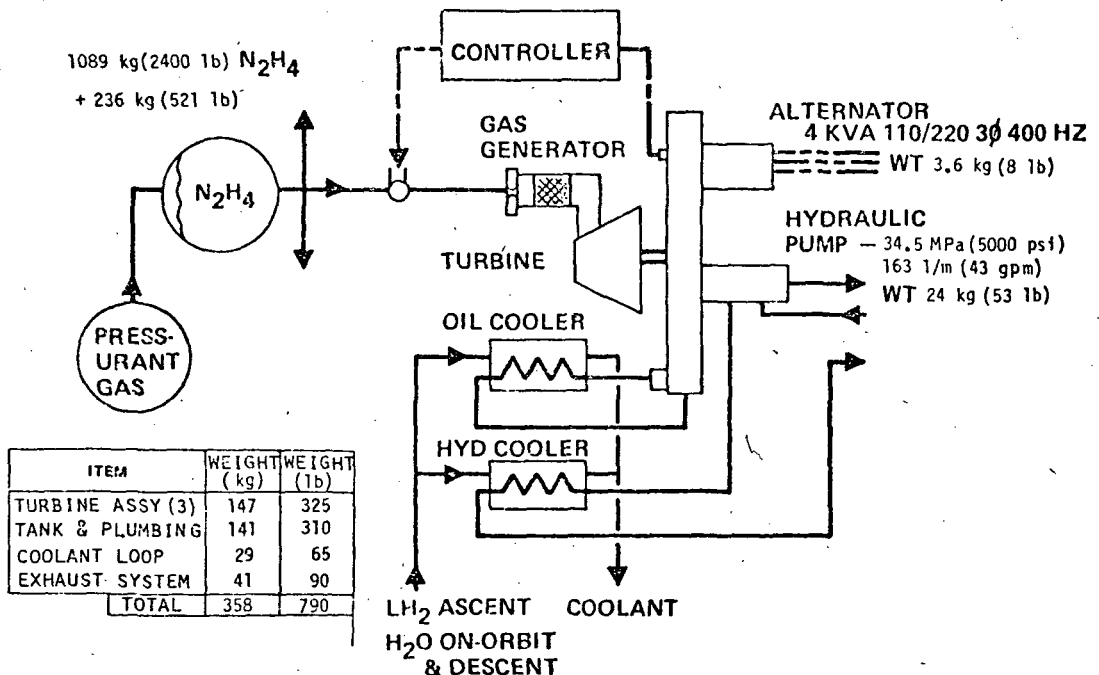 1089 kg(2400 lb) N2H4
+ 236 kg(521 lb)
CONTROLLER
GAS
GENERATOR
ALTERNATOR
4 KVA 110/220 3ϕ 400 HZ
WT 3.6 kg (8 lb)
N2H4
HYDRAULIC
PUMP — 34.5 MPa(5000 psi)
163 l/m (43 gpm)
WT 24 kg (53 lb)
TURBINE
PRESS-
URANT
GAS
OIL COOLER
HYD COOLER
ITEM WEIGHT (kg) WEIGHT (lb)
TURBINE ASSY (3) 147 325
TANK & PLUMBING 141 310
COOLANT LOOP 29 65
EXHAUST SYSTEM 41 90
TOTAL 358 790
LH2 ASCENT
H2O ON-ORBIT
& DESCENT
COOLANT